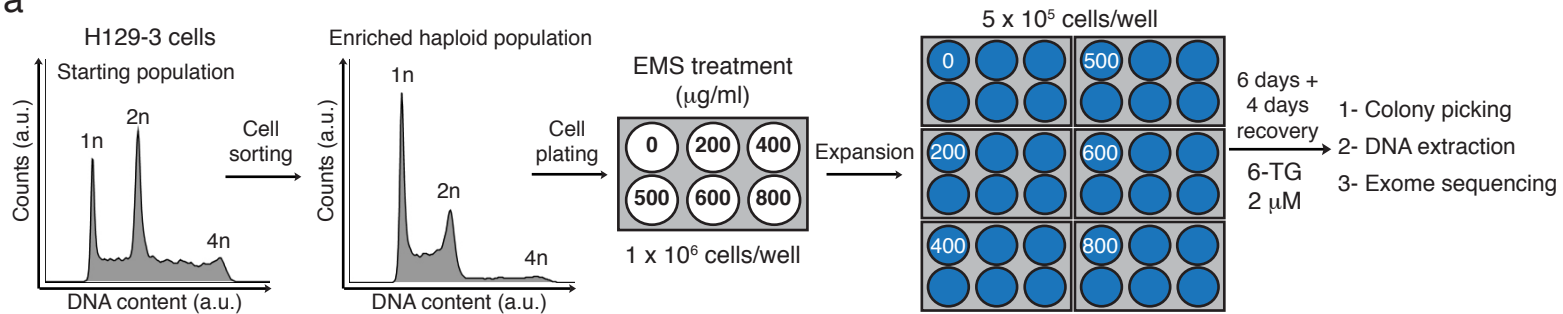 a
H129-3 cells
Starting population
Counts (a.u.)
1n
2n
4n
DNA content (a.u.)
Cell
sorting
Enriched haploid population
Counts (a.u.)
1n
2n
4n
DNA content (a.u.)
Cell
plating
EMS treatment
(μg/ml)
0 200 400
500 600 800
1 x 10⁶ cells/well
Expansion
5 x 10⁵ cells/well
0 500
200 600
400 800
6 days +
4 days
recovery
6-TG
2 μM
1- Colony picking
2- DNA extraction
3- Exome sequencing